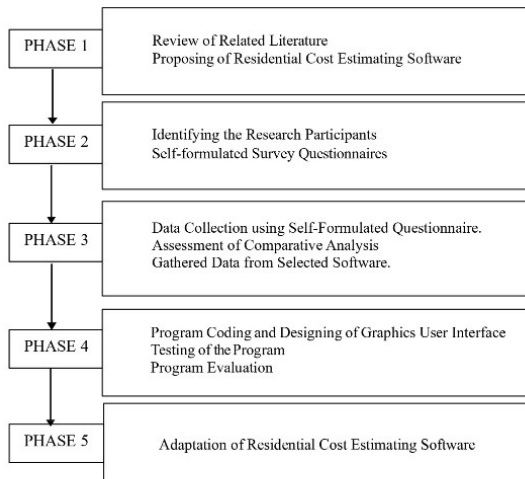 PHASE 1
Review of Related Literature
Proposing of Residential Cost Estimating Software
PHASE 2
Identifying the Research Participants
Self-formulated Survey Questionnaires
PHASE 3
Data Collection using Self-Formulated Questionnaire.
Assessment of Comparative Analysis
Gathered Data from Selected Software.
PHASE 4
Program Coding and Designing of Graphics User Interface
Testing of the Program
Program Evaluation
PHASE 5
Adaptation of Residential Cost Estimating Software